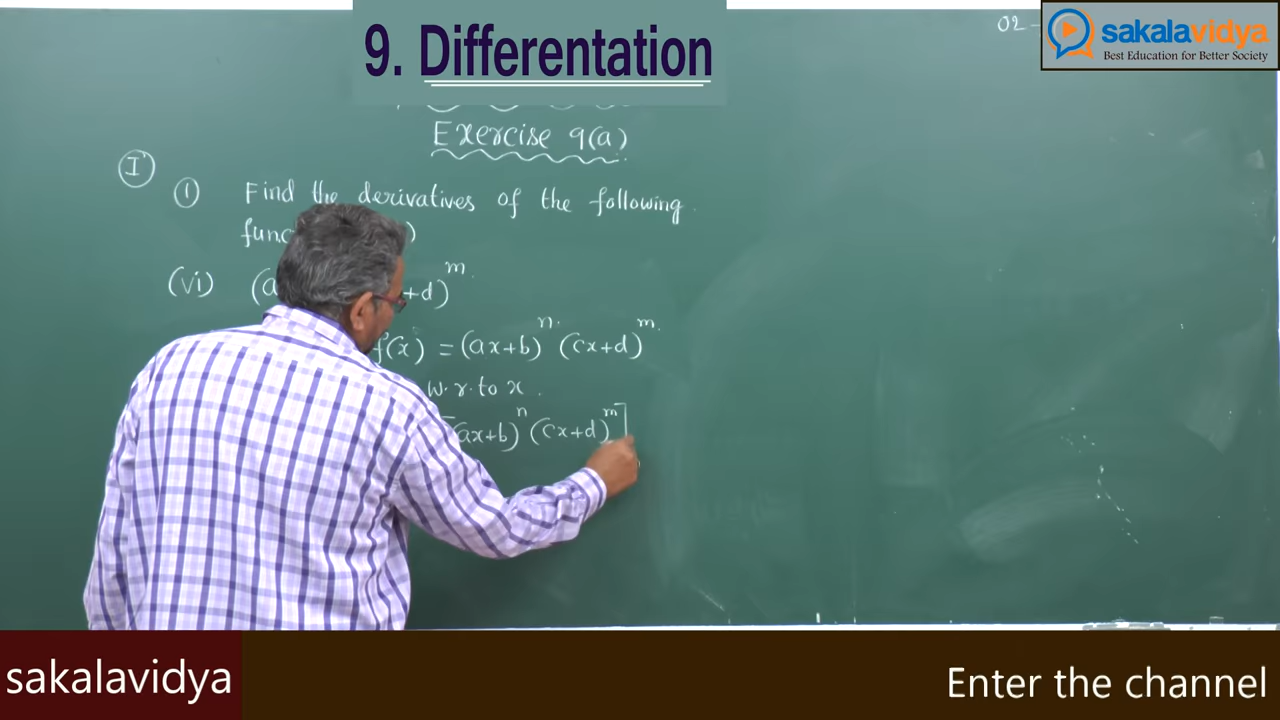 9. Differentation
02-
sakalavidya
Best Education for Better Society
Exercise 9(a)
I
(1) Find the derivatives of the following
func )
(vi) (a +d)^m.
f(x) = (ax+b)^n. (cx+d)^m.
w.r.to x.
[(ax+b)^n (cx+d)^m]
sakalavidya
Enter the channel